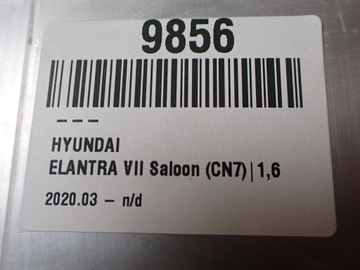 9856
– – –
HYUNDAI
ELANTRA VII Saloon (CN7)|1,6
2020.03 – n/d